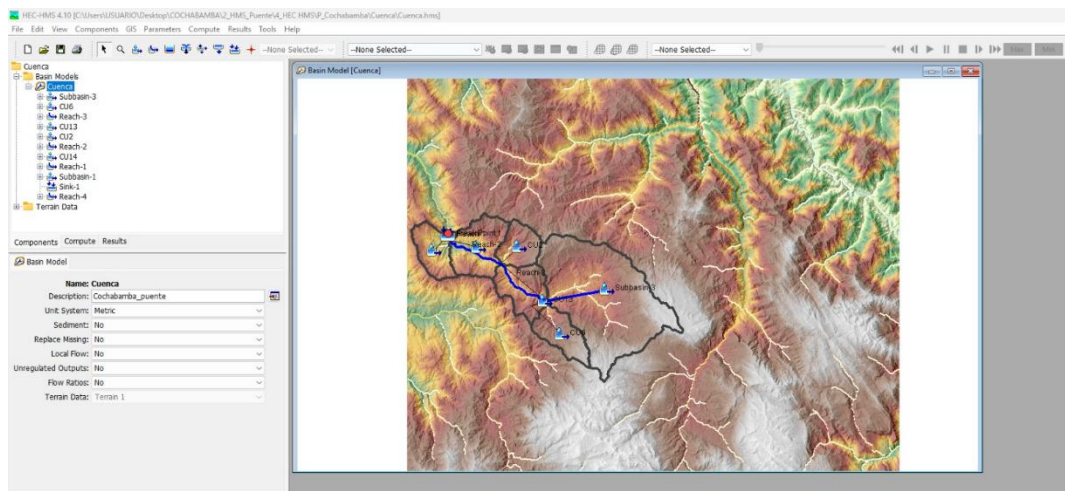 HEC-HMS 4.10 [C:\Users\USUARIO\Desktop\COCHABAMBA\2_HMS_Puente\4_HEC HMS\P_Cochabamba\Cuenca\Cuenca.hms]
File Edit View Components GIS Parameters Compute Results Tools Help
--None Selected-- --None Selected-- --None Selected--
Cuenca
Basin Models
Cuenca
Subbasin-3
CU6
Reach-3
CU13
CU2
Reach-2
CU14
Reach-1
Subbasin-1
Sink-1
Reach-4
Terrain Data
Components Compute Results
Basin Model
Name: Cuenca
Description: Cochabamba_puente
Unit System: Metric
Sediment: No
Replace Missing: No
Local Flow: No
Unregulated Outputs: No
Flow Ratios: No
Terrain Data: Terrain 1
Basin Model [Cuenca]
CU2
Subbasin-3